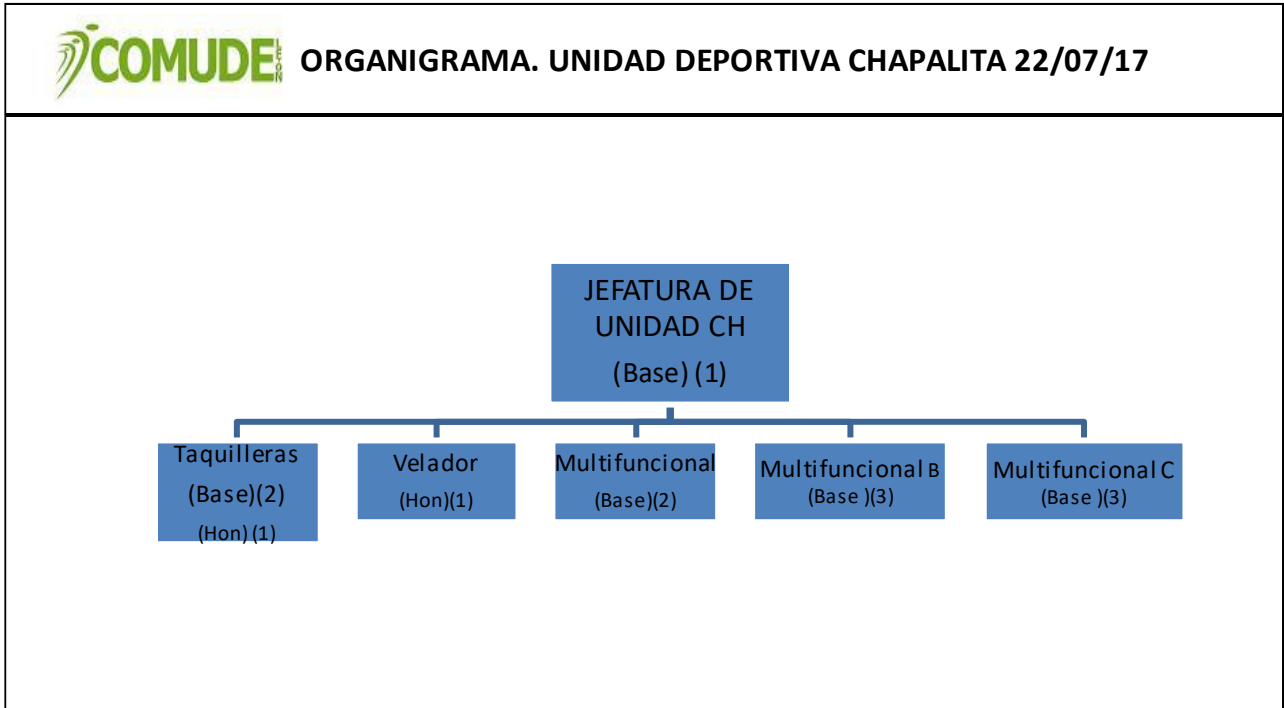 COMUDE LEON
ORGANIGRAMA. UNIDAD DEPORTIVA CHAPALITA 22/07/17
JEFATURA DE
UNIDAD CH
(Base) (1)
Taquilleras
(Base)(2)
(Hon) (1)
Velador
(Hon)(1)
Multifuncional
(Base)(2)
Multifuncional B
(Base )(3)
Multifuncional C
(Base )(3)